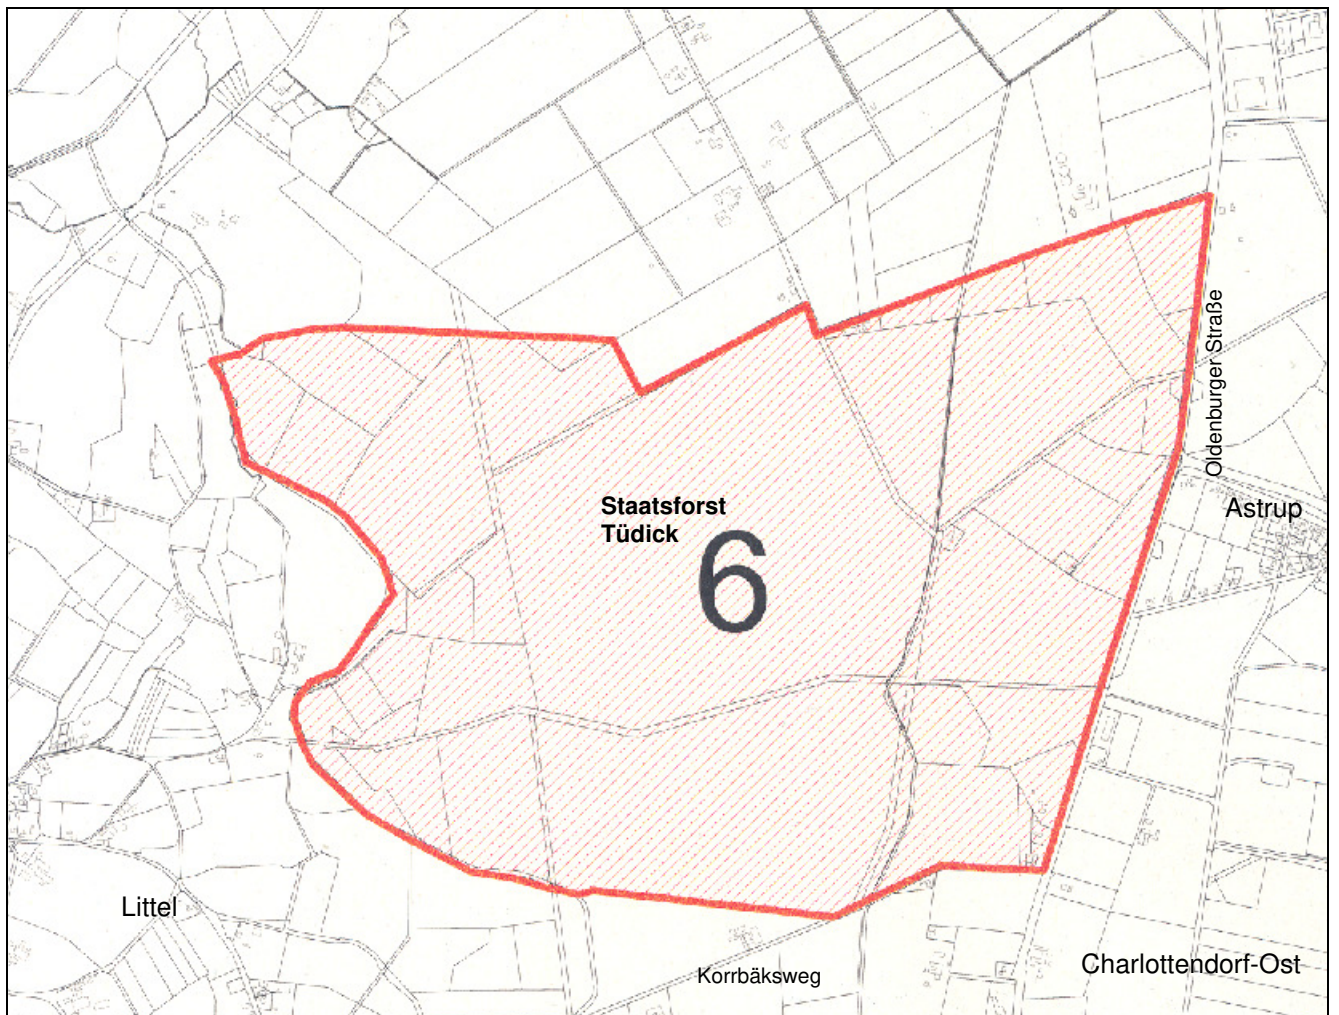 Oldenburger Straße
Staatsforst
Tüdick
6
Astrup
Littel
Korrbäksweg
Charlottendorf-Ost